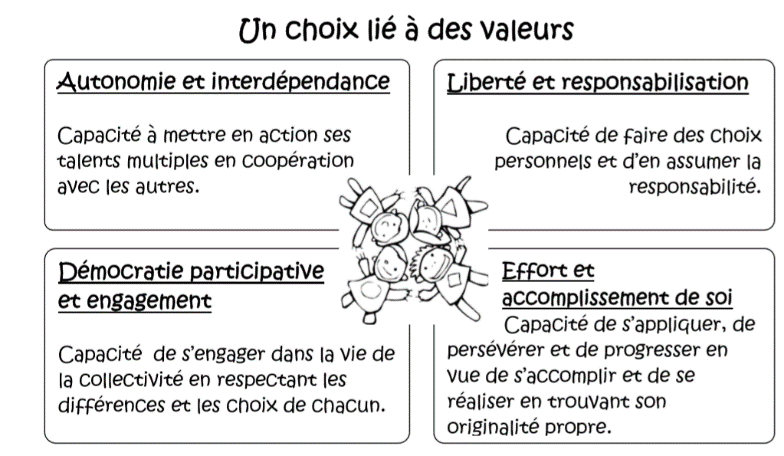 Un choix lié à des valeurs
Autonomie et interdépendance
Capacité à mettre en action ses
talents multiples en coopération
avec les autres.
Liberté et responsabilisation
Capacité de faire des choix
personnels et d'en assumer la
responsabilité.
Démocratie participative
et engagement
Capacité de s'engager dans la vie de
la collectivité en respectant les
différences et les choix de chacun.
Effort et
accomplissement de soi
Capacité de s'appliquer, de
persévérer et de progresser en
vue de s'accomplir et de se
réaliser en trouvant son
originalité propre.